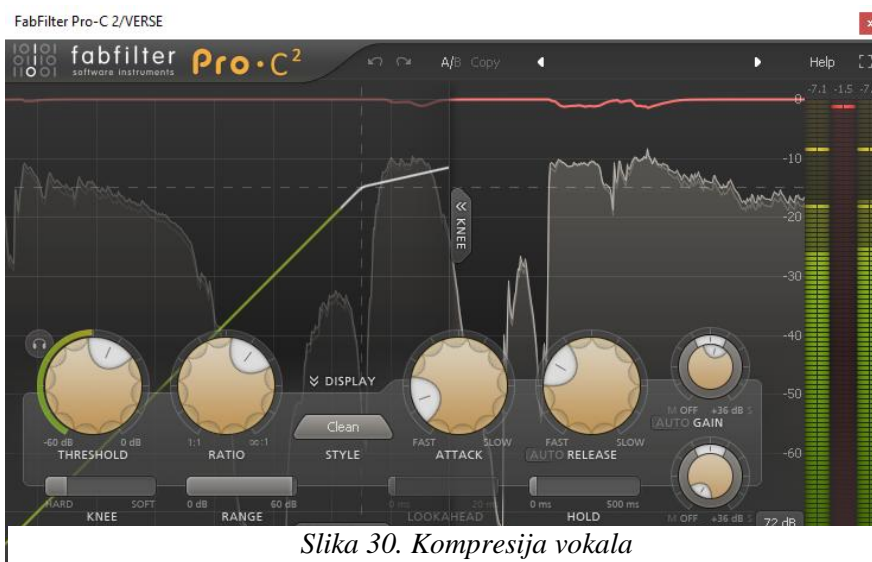 FabFilter Pro-C 2/VERSE
fabfilter Pro·C²
software instruments
A/B Copy
Help
-7.1 -1.5
0
-10
-20
-30
-40
-50
-60
KNEE
DISPLAY
Clean
-60 dB 0 dB
THRESHOLD
1:1 ∞:1
RATIO
STYLE
FAST SLOW
ATTACK
FAST SLOW
AUTO RELEASE
M OFF +36 dB S
AUTO GAIN
HARD SOFT
KNEE
0 dB 60 dB
RANGE
0 ms
LOOKAHEAD
0 ms 500 ms
HOLD
M OFF +36 dB S
72 dB
Slika 30. Kompresija vokala